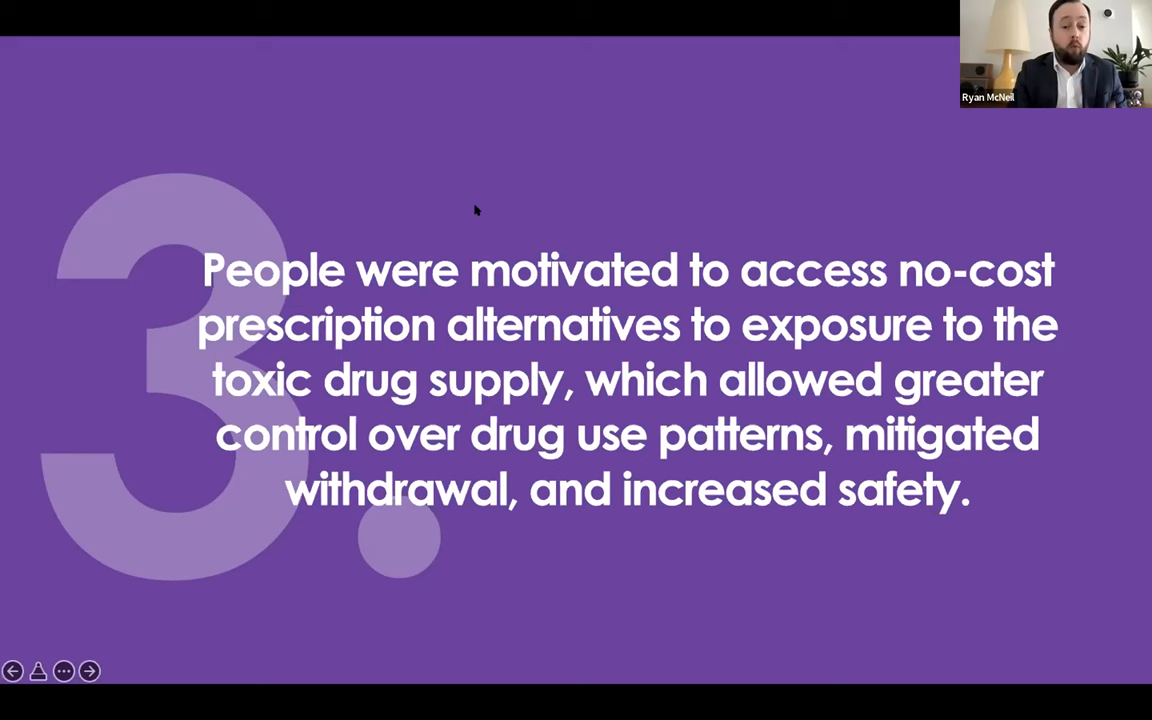 Ryan McNeil
3.
People were motivated to access no-cost
prescription alternatives to exposure to the
toxic drug supply, which allowed greater
control over drug use patterns, mitigated
withdrawal, and increased safety.